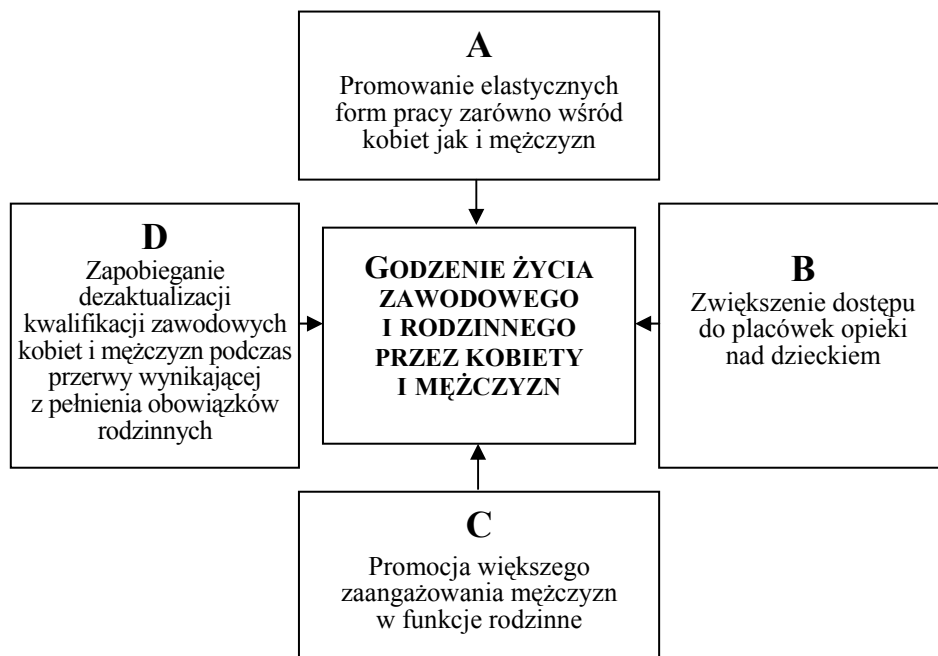 A
Promowanie elastycznych
form pracy zarówno wśród
kobiet jak i mężczyzn
D
Zapobieganie
dezaktualizacji
kwalifikacji zawodowych
kobiet i mężczyzn podczas
przerwy wynikającej
z pełnienia obowiązków
rodzinnych
GODZENIE ŻYCIA
ZAWODOWEGO
I RODZINNEGO
PRZEZ KOBIETY
I MĘŻCZYZN
B
Zwiększenie dostępu
do placówek opieki
nad dzieckiem
C
Promocja większego
zaangażowania mężczyzn
w funkcje rodzinne